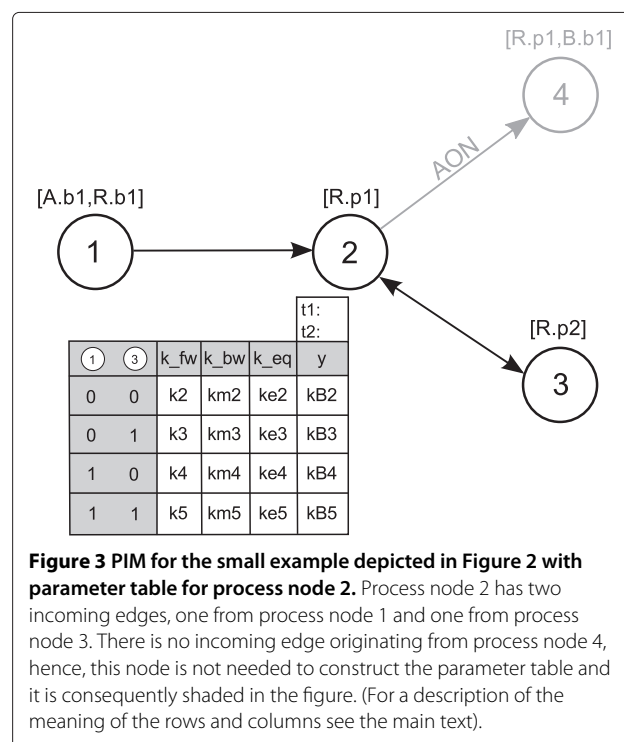 [R.p1,B.b1]
4
AON
[A.b1,R.b1]
[R.p1]
1
2
[R.p2]
3
t1:
t2:
1 3 k_fw k_bw k_eq y
0 0 k2 km2 ke2 kB2
0 1 k3 km3 ke3 kB3
1 0 k4 km4 ke4 kB4
1 1 k5 km5 ke5 kB5
Figure 3 PIM for the small example depicted in Figure 2 with
parameter table for process node 2. Process node 2 has two
incoming edges, one from process node 1 and one from process
node 3. There is no incoming edge originating from process node 4,
hence, this node is not needed to construct the parameter table and
it is consequently shaded in the figure. (For a description of the
meaning of the rows and columns see the main text).